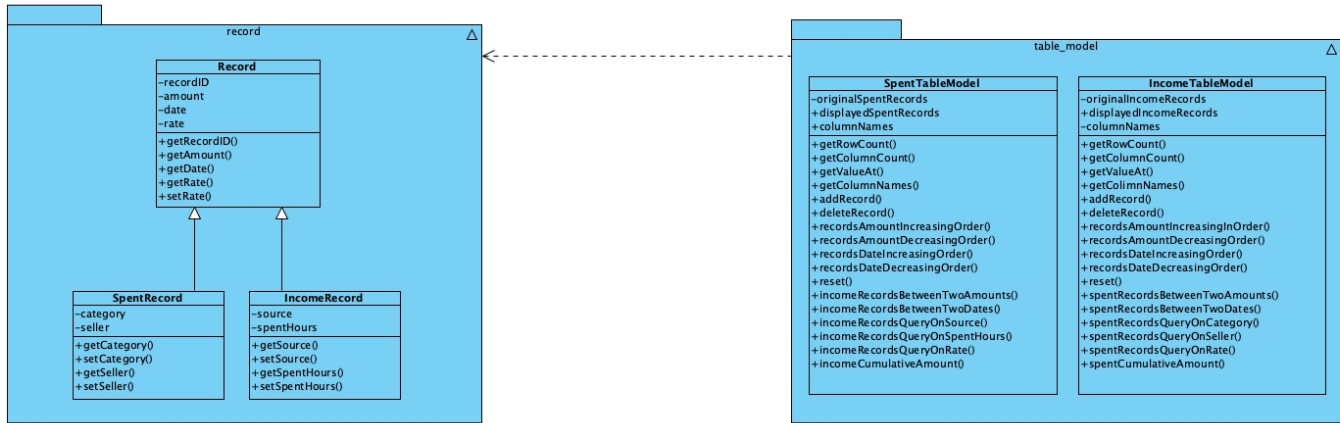 record
Record
-recordID
-amount
-date
-rate
+getRecordID()
+getAmount()
+getDate()
+getRate()
+setRate()
SpentRecord
-category
-seller
+getCategory()
+setCategory()
+getSeller()
+setSeller()
IncomeRecord
-source
-spentHours
+getSource()
+setSource()
+getSpentHours()
+setSpentHours()
table_model
SpentTableModel
-originalSpentRecords
+displayedSpentRecords
+columnNames
+getRowCount()
+getColumnCount()
+getValueAt()
+getColumnNames()
+addRecord()
+deleteRecord()
+recordsAmountIncreasingOrder()
+recordsAmountDecreasingOrder()
+recordsDateIncreasingOrder()
+recordsDateDecreasingOrder()
+reset()
+incomeRecordsBetweenTwoAmounts()
+incomeRecordsBetweenTwoDates()
+incomeRecordsQueryOnSource()
+incomeRecordsQueryOnSpentHours()
+incomeRecordsQueryOnRate()
+incomeCumulativeAmount()
IncomeTableModel
-originalIncomeRecords
+displayedIncomeRecords
-columnNames
+getRowCount()
+getColumnCount()
+getValueAt()
+getColimnNames()
+addRecord()
+deleteRecord()
+recordsAmountIncreasingInOrder()
+recordsAmountDecreasingOrder()
+recordsDateIncreasingOrder()
+recordsDateDecreasingOrder()
+reset()
+spentRecordsBetweenTwoAmounts()
+spentRecordsBetweenTwoDates()
+spentRecordsQueryOnCategory()
+spentRecordsQueryOnSeller()
+spentRecordsQueryOnRate()
+spentCumulativeAmount()